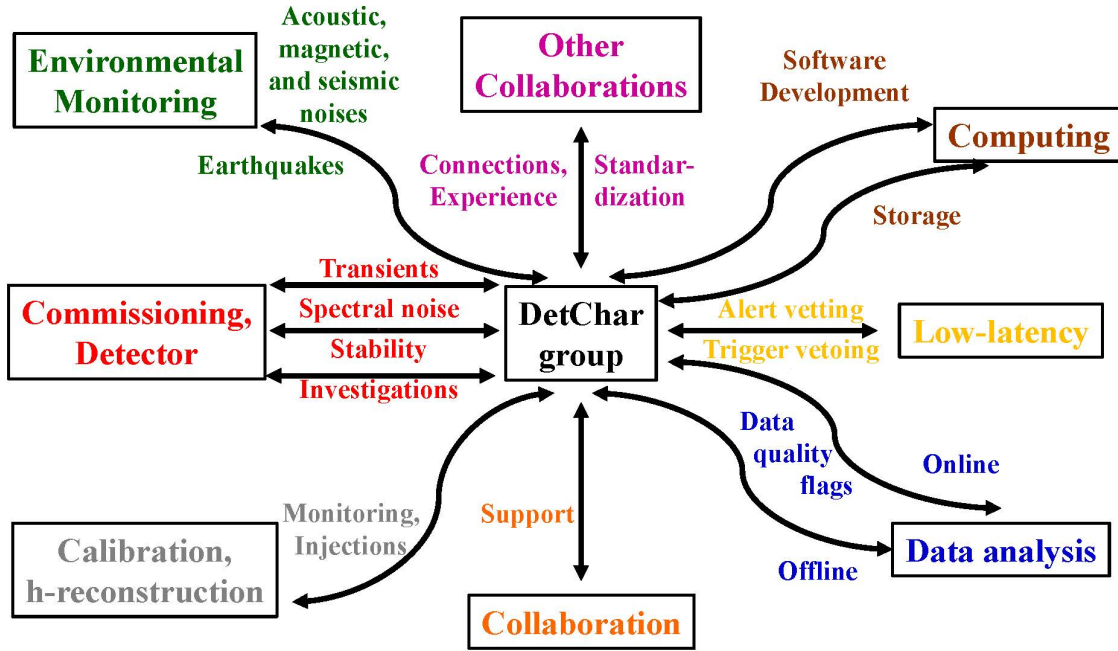 Environmental
Monitoring
Acoustic,
magnetic,
and seismic
noises
Earthquakes
Other
Collaborations
Connections,
Experience
Standar-
dization
Software
Development
Computing
Storage
Commissioning,
Detector
Transients
Spectral noise
Stability
Investigations
DetChar
group
Alert vetting
Trigger vetoing
Low-latency
Calibration,
h-reconstruction
Monitoring,
Injections
Support
Collaboration
Data
quality
flags
Online
Offline
Data analysis